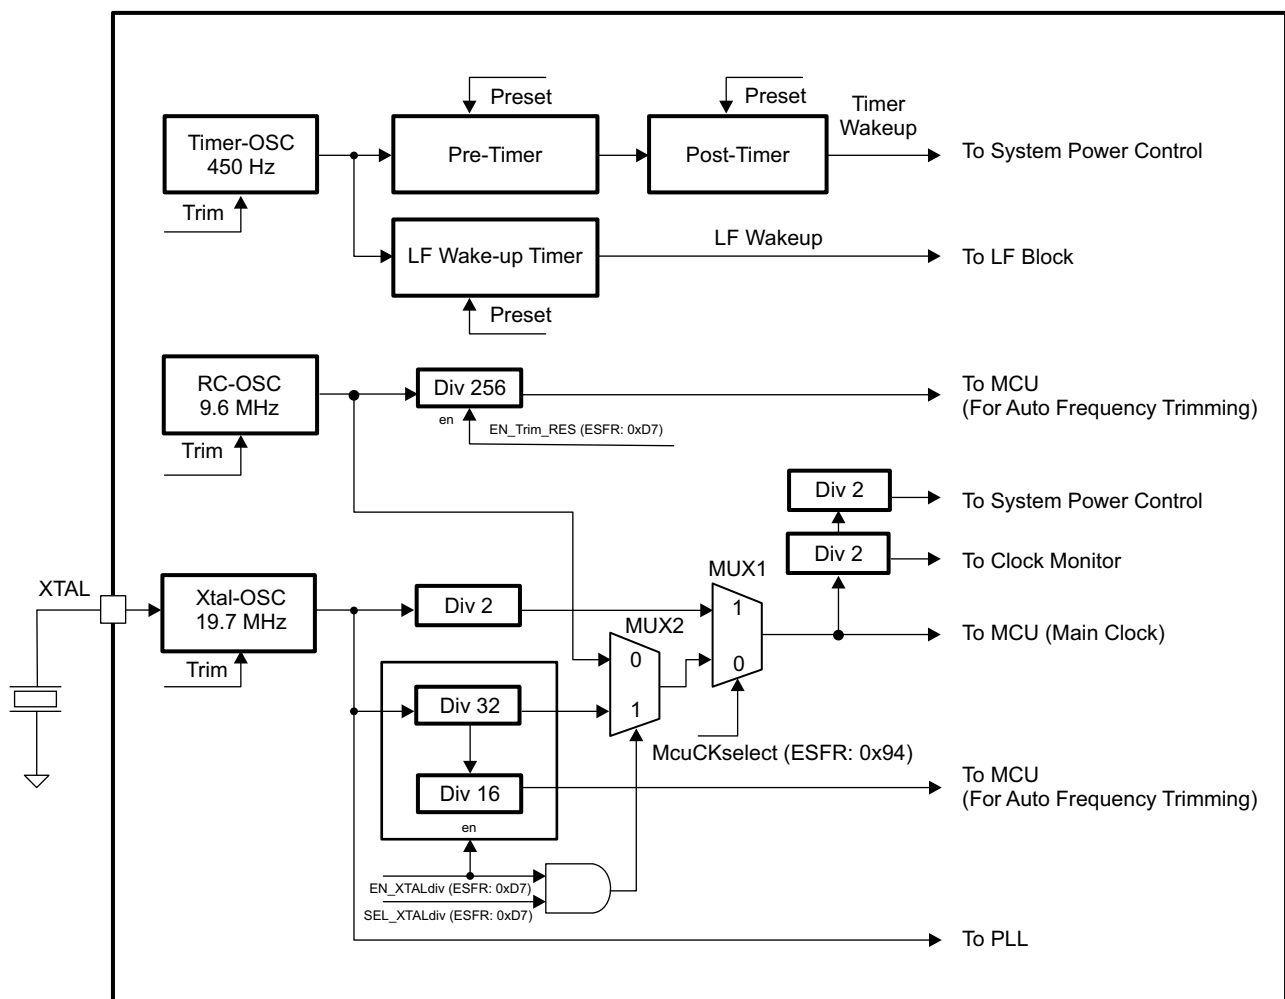 Preset
Preset
Timer
Wakeup
Timer-OSC
450 Hz
Pre-Timer
Post-Timer
To System Power Control
Trim
LF Wake-up Timer
LF Wakeup
To LF Block
Preset
RC-OSC
9.6 MHz
Div 256
To MCU
(For Auto Frequency Trimming)
en
EN_Trim_RES (ESFR: 0xD7)
Trim
Div 2
To System Power Control
Div 2
To Clock Monitor
XTAL
Xtal-OSC
19.7 MHz
Div 2
MUX1
1
0
MUX2
0
1
To MCU (Main Clock)
Trim
Div 32
McuCKselect (ESFR: 0x94)
Div 16
To MCU
(For Auto Frequency Trimming)
en
EN_XTALdiv (ESFR: 0xD7)
SEL_XTALdiv (ESFR: 0xD7)
To PLL